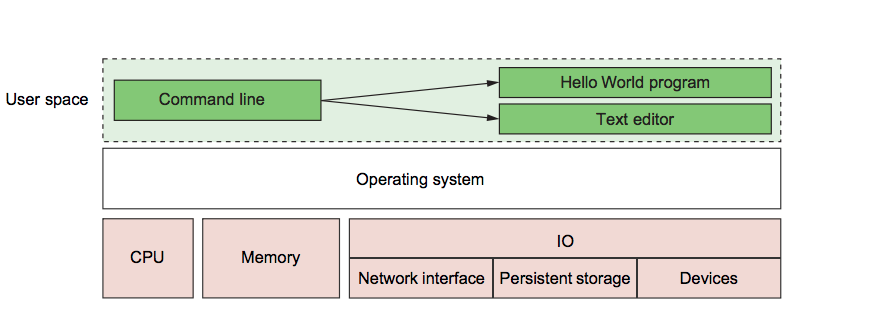 Hello World program
User space
Command line
Text editor
Operating system
CPU
Memory
IO
Network interface
Persistent storage
Devices